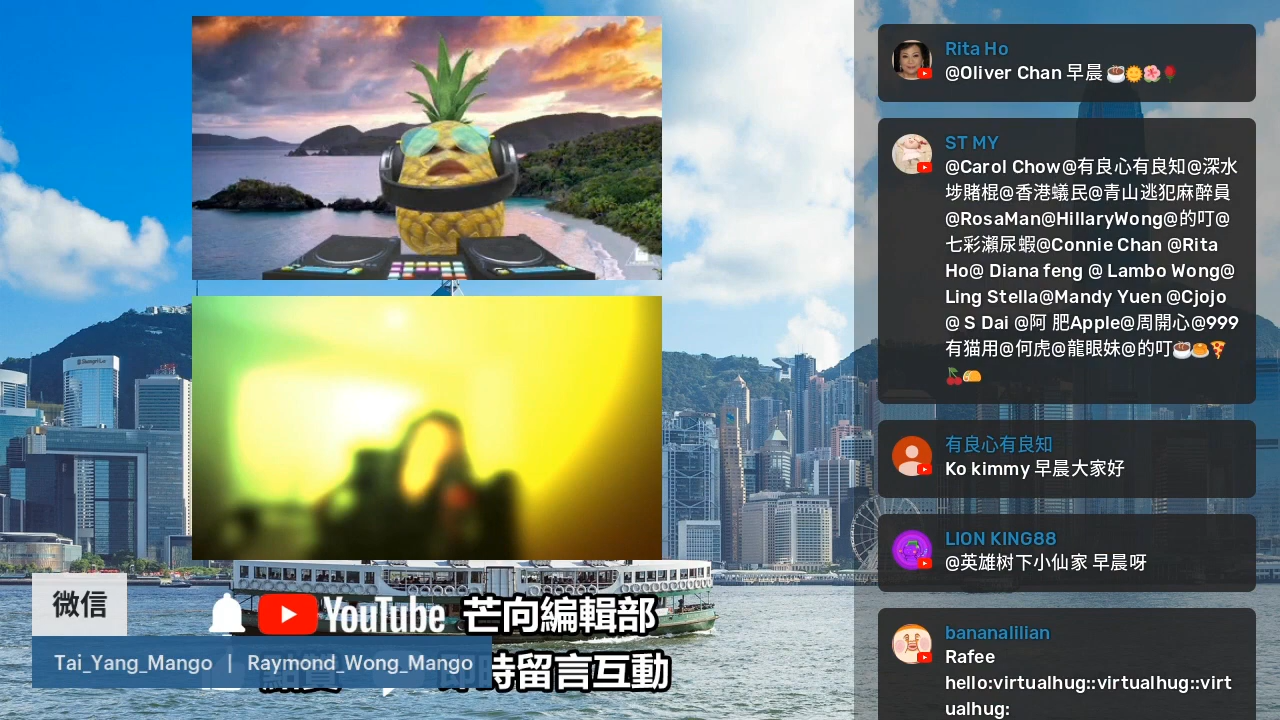 Rita Ho
@Oliver Chan 早晨
ST MY
@Carol Chow@有良心有良知@深水
埗賭棍@香港蟻民@青山逃犯麻醉員
@RosaMan@HillaryWong@的叮@
七彩瀨尿蝦@Connie Chan @Rita
Ho@ Diana feng @ Lambo Wong@
Ling Stella@Mandy Yuen @Cjojo
@ S Dai @阿 肥Apple@周開心@999
有猫用@何虎@龍眼妹@的叮
有良心有良知
Ko kimmy 早晨大家好
LION KING88
@英雄树下小仙家 早晨呀
bananalilian
Rafee
hello:virtualhug::virtualhug::virt
ualhug:
微信
YouTube 芒向編輯部
Tai_Yang_Mango | Raymond_Wong_Mango
時留言互動